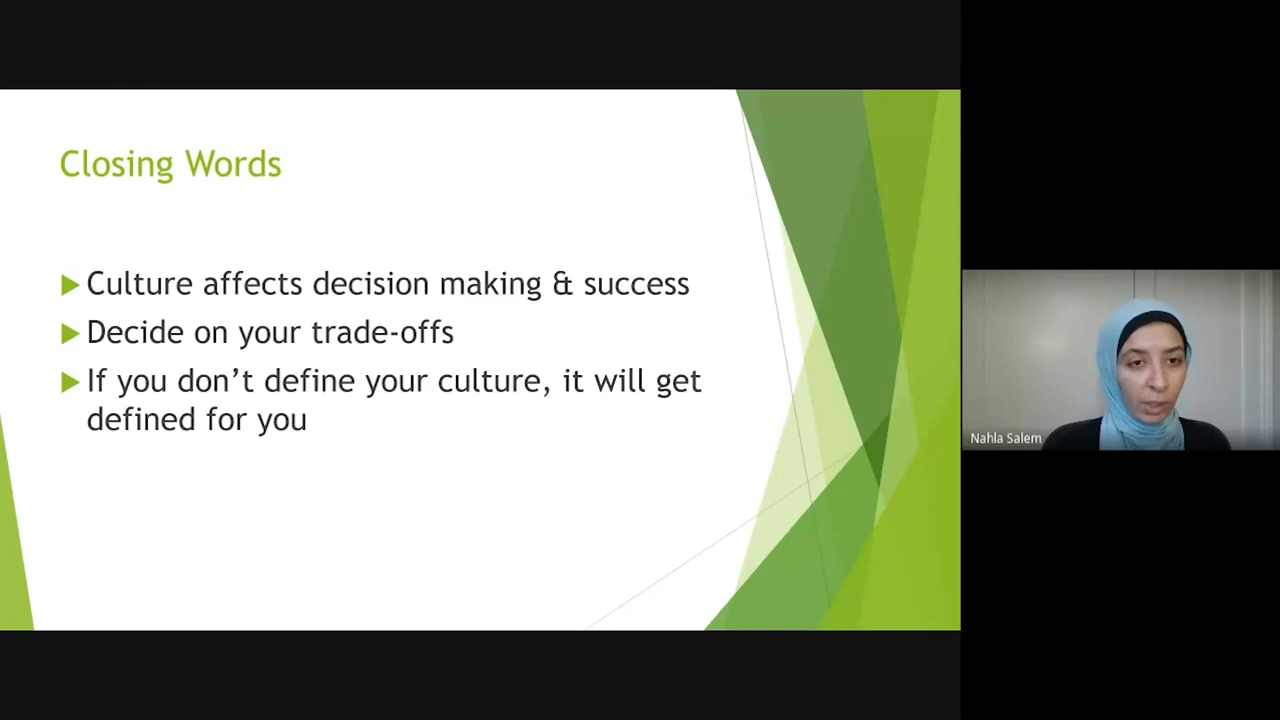 Closing Words
Culture affects decision making & success
Decide on your trade-offs
If you don’t define your culture, it will get
defined for you
Nahla Salem